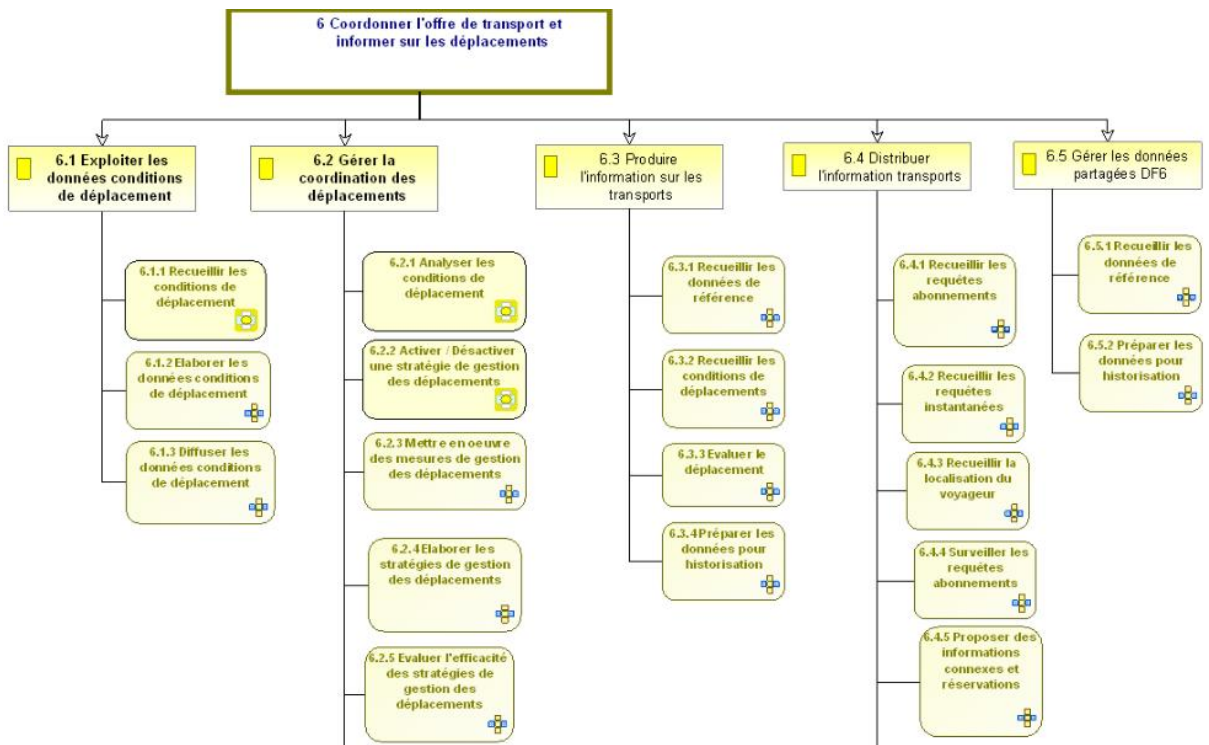 6 Coordonner l'offre de transport et
informer sur les déplacements
6.1 Exploiter les
données conditions
de déplacement
6.2 Gérer la
coordination des
déplacements
6.3 Produire
l'information sur les
transports
6.4 Distribuer
l'information transports
6.5 Gérer les données
partagées DF6
6.1.1 Recueillir les
conditions de
déplacement
6.1.2 Elaborer les
données conditions
de déplacement
6.1.3 Diffuser les
données conditions
de déplacement
6.2.1 Analyser les
conditions de
déplacement
6.2.2 Activer / Désactiver
une stratégie de gestion
des déplacements
6.2.3 Mettre en oeuvre
des mesures de gestion
des déplacements
6.2.4 Elaborer les
stratégies de gestion
des déplacements
6.2.5 Evaluer l'efficacité
des stratégies de
gestion des
déplacements
6.3.1 Recueillir les
données de
référence
6.3.2 Recueillir les
conditions de
déplacements
6.3.3 Evaluer le
déplacement
6.3.4 Préparer les
données pour
historisation
6.4.1 Recueillir les
requêtes
abonnements
6.4.2 Recueillir les
requêtes
instantanées
6.4.3 Recueillir la
localisation du
voyageur
6.4.4 Surveiller les
requêtes
abonnements
6.4.5 Proposer des
informations
connexes et
réservations
6.5.1 Recueillir les
données de
référence
6.5.2 Préparer les
données pour
historisation